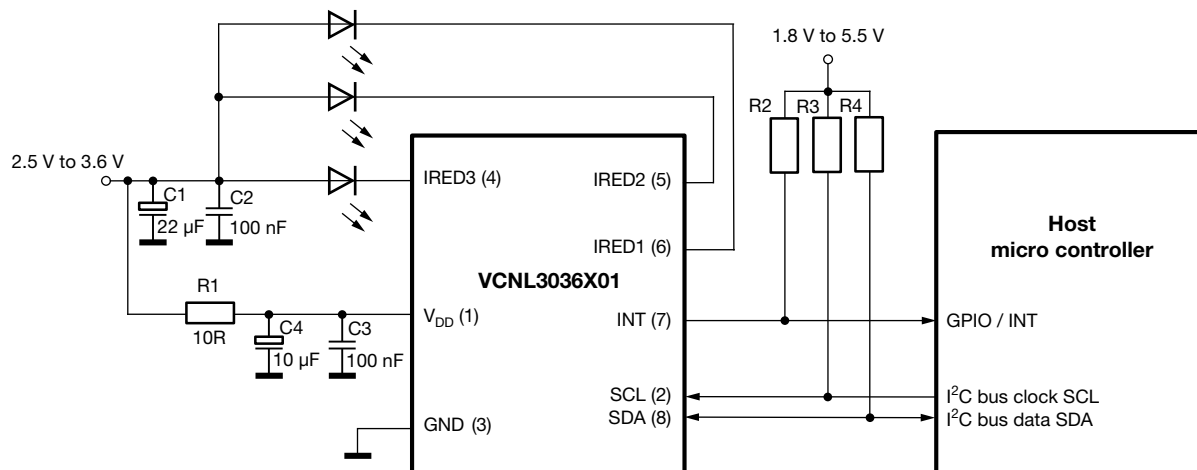 1.8 V to 5.5 V
R2
R3
R4
2.5 V to 3.6 V
C1
22 µF
C2
100 nF
IRED3 (4)
IRED2 (5)
IRED1 (6)
Host
micro controller
VCNL3036X01
R1
10R
C4
10 µF
C3
100 nF
VDD (1)
INT (7)
GPIO / INT
SCL (2)
I²C bus clock SCL
SDA (8)
I²C bus data SDA
GND (3)